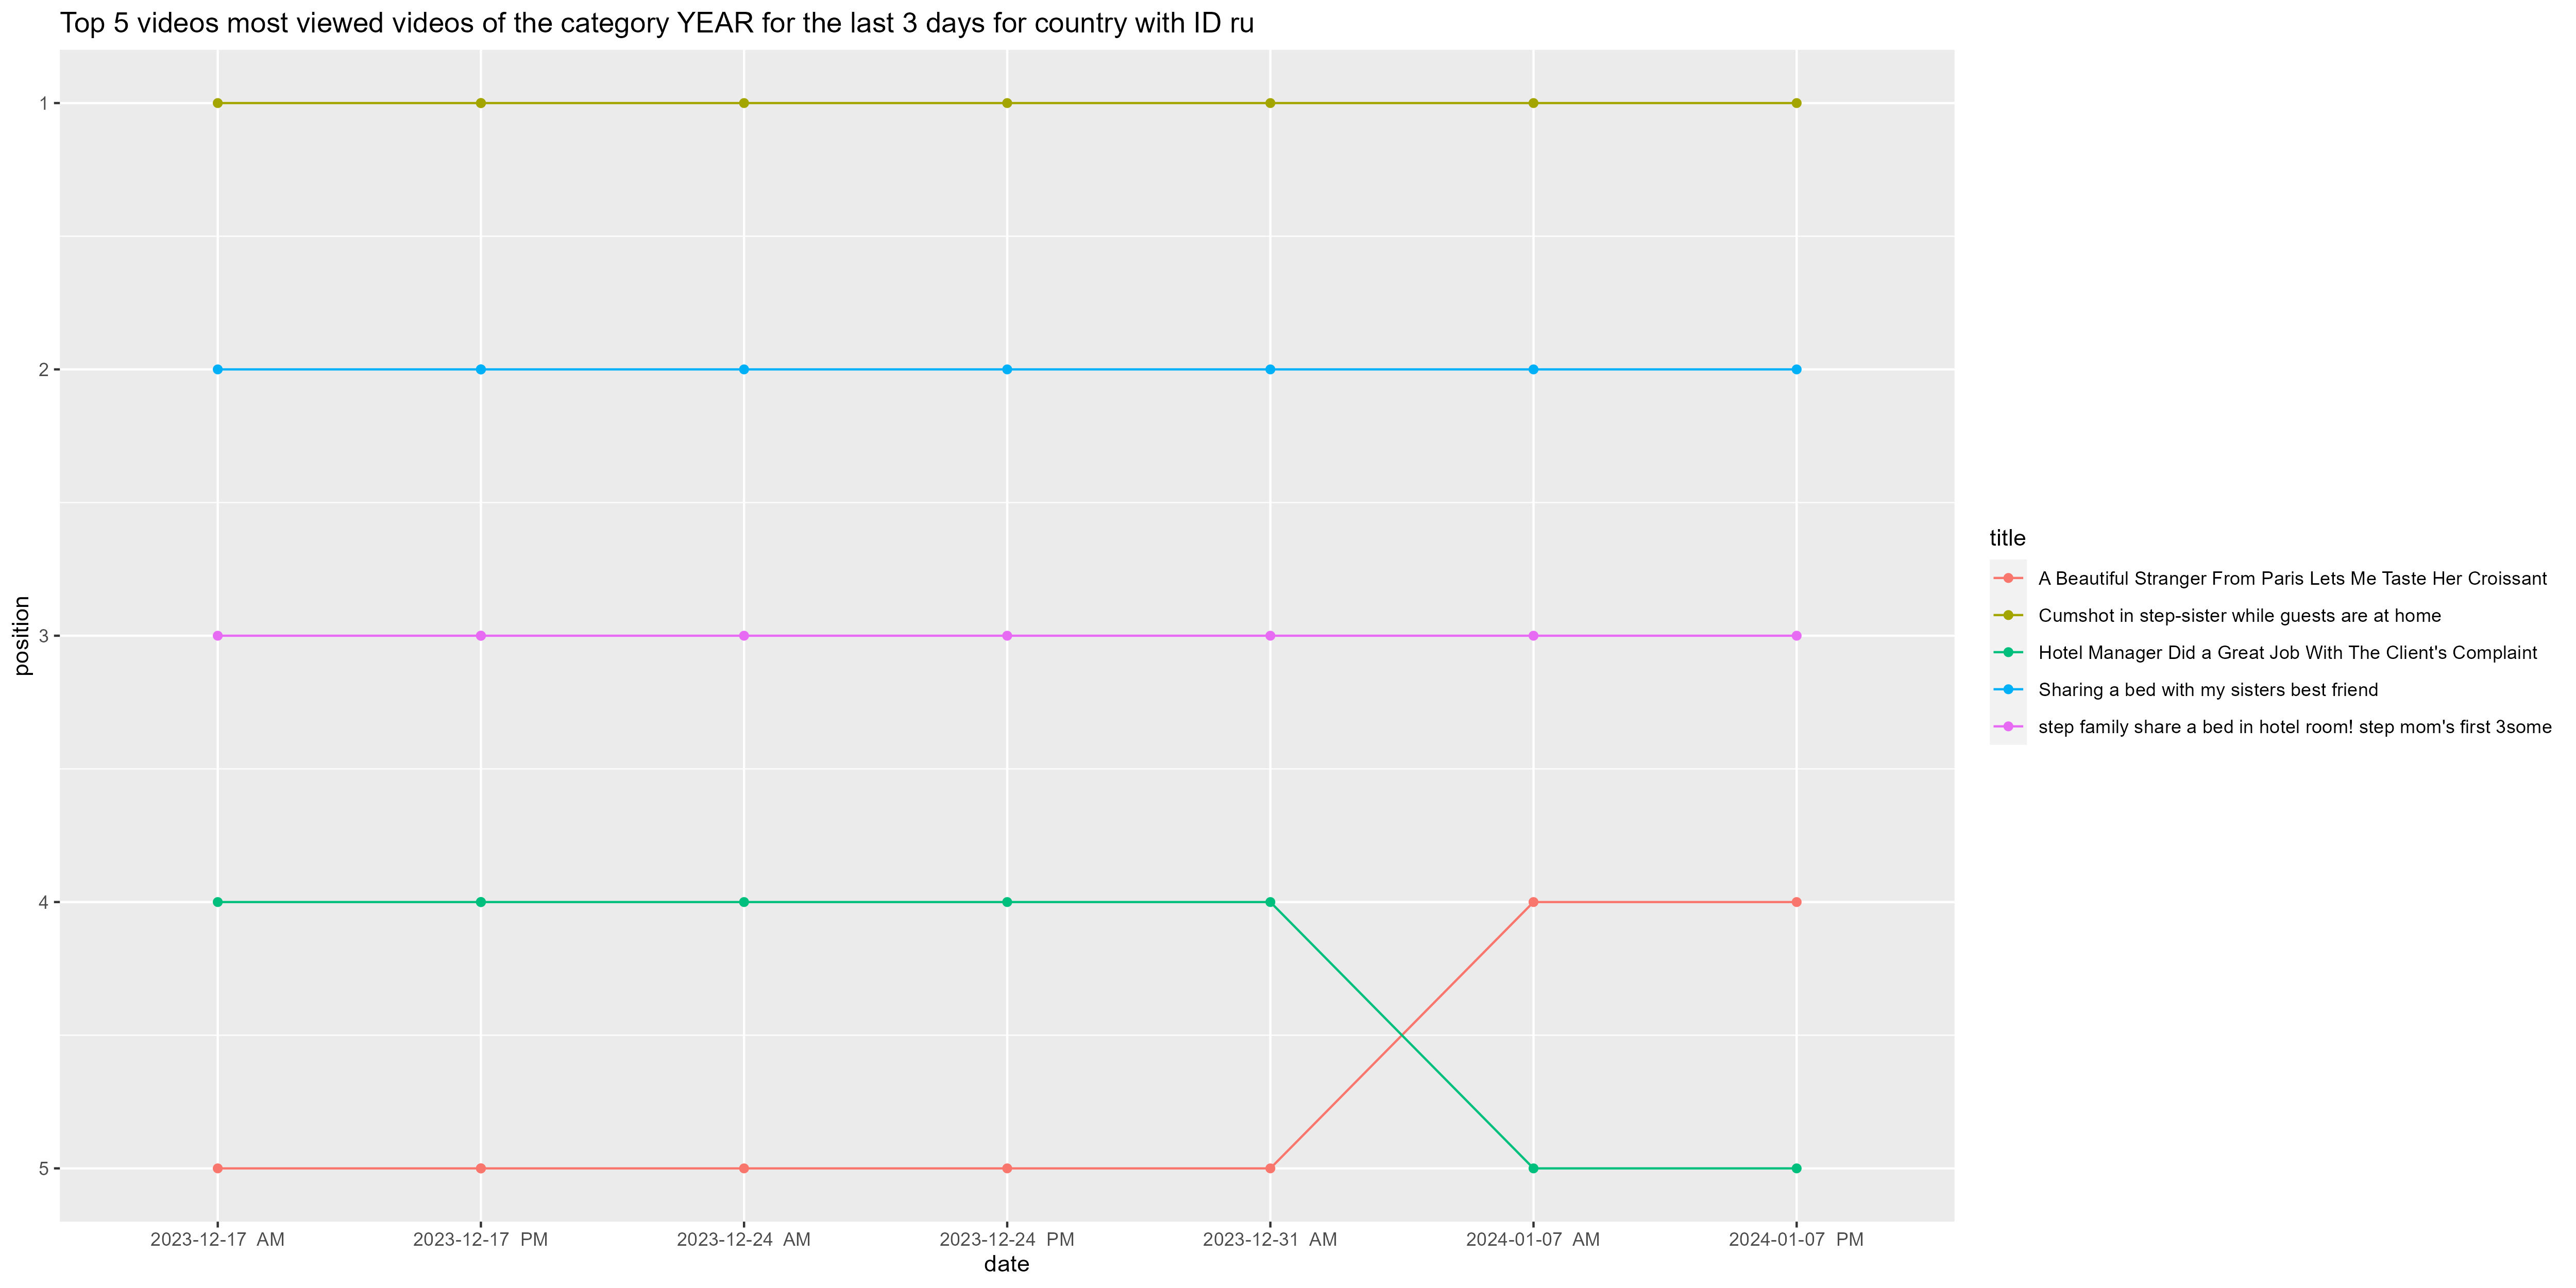 Top 5 videos most viewed videos of the category YEAR for the last 3 days for country with ID ru
1
2
3
4
5
position
2023-12-17 AM
2023-12-17 PM
2023-12-24 AM
2023-12-24 PM
2023-12-31 AM
2024-01-07 AM
2024-01-07 PM
date
title
A Beautiful Stranger From Paris Lets Me Taste Her Croissant
Cumshot in step-sister while guests are at home
Hotel Manager Did a Great Job With The Client's Complaint
Sharing a bed with my sisters best friend
step family share a bed in hotel room! step mom's first 3some